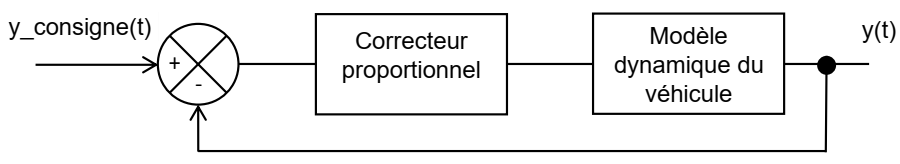 y_consigne(t)
+
-
Correcteur
proportionnel
Modèle
dynamique du
véhicule
y(t)